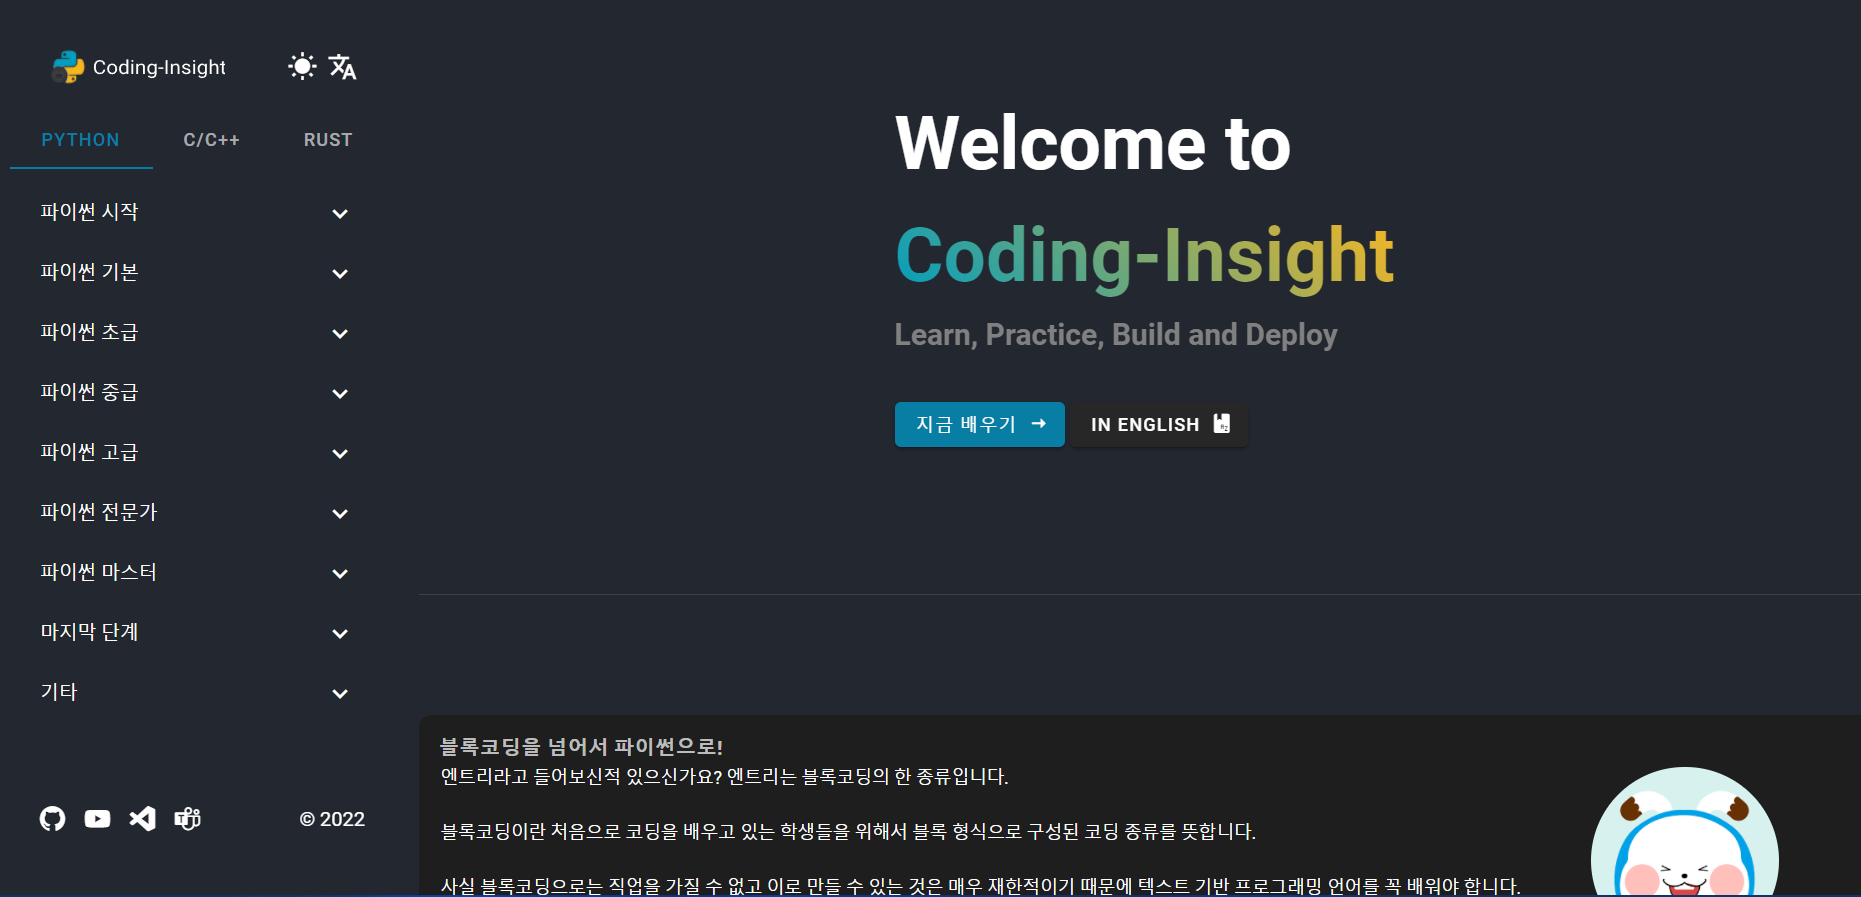 Coding-Insight
PYTHON
C/C++
RUST
파이썬 시작
파이썬 기본
파이썬 초급
파이썬 중급
파이썬 고급
파이썬 전문가
파이썬 마스터
마지막 단계
기타
© 2022
Welcome to
Coding-Insight
Learn, Practice, Build and Deploy
지금 배우기
IN ENGLISH
블록코딩을 넘어서 파이썬으로!
엔트리라고 들어보신적 있으신가요? 엔트리는 블록코딩의 한 종류입니다.
블록코딩이란 처음으로 코딩을 배우고 있는 학생들을 위해서 블록 형식으로 구성된 코딩 종류를 뜻합니다.
사실 블록코딩으로는 직업을 가질 수 없고 이로 만들 수 있는 것은 매우 재한적이기 때문에 텍스트 기반 프로그래밍 언어를 꼭 배워야 합니다.